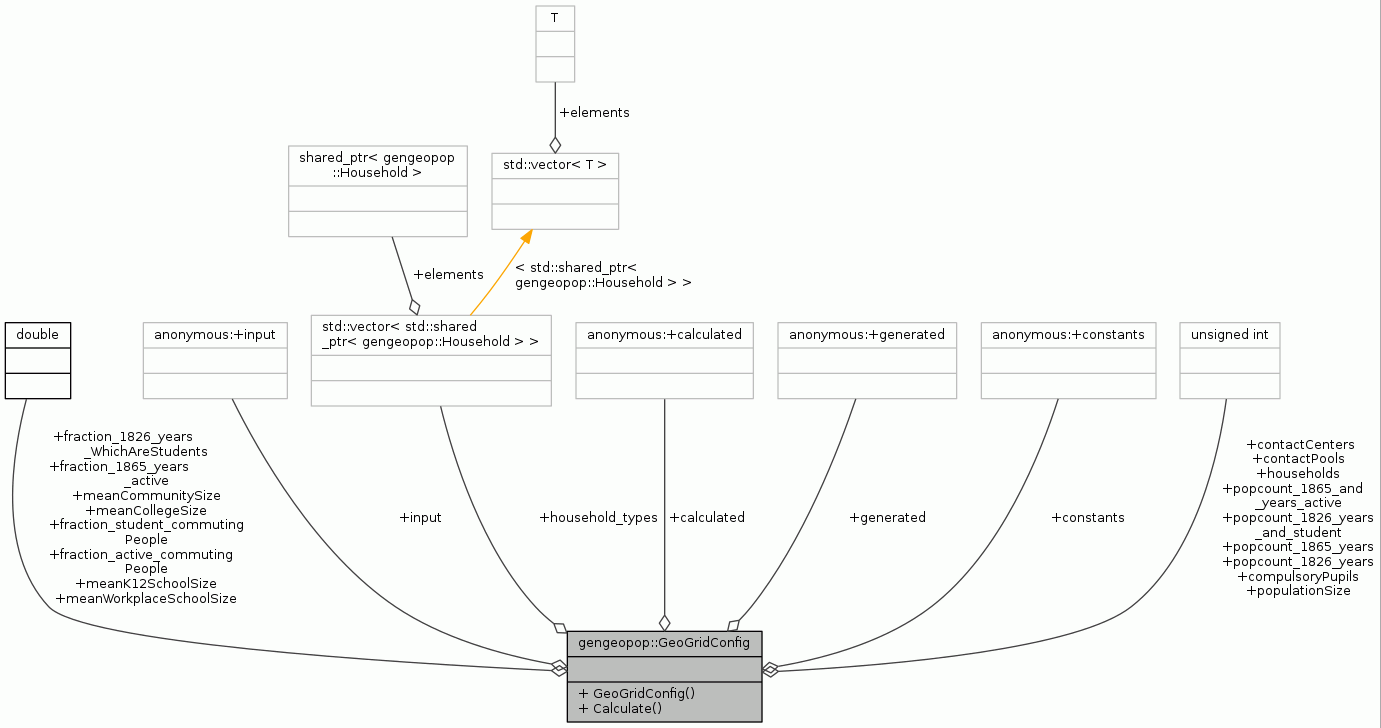 T
+elements
shared_ptr< gengeopop
::Household >
std::vector< T >
+elements
< std::shared_ptr<
gengeopop::Household > >
double
anonymous:+input
std::vector< std::shared
_ptr< gengeopop::Household > >
anonymous:+calculated
anonymous:+generated
anonymous:+constants
unsigned int
+fraction_1826_years
_WhichAreStudents
+fraction_1865_years
_active
+meanCommunitySize
+meanCollegeSize
+fraction_student_commuting
People
+fraction_active_commuting
People
+meanK12SchoolSize
+meanWorkplaceSchoolSize
+input
+household_types
+calculated
+generated
+constants
+contactCenters
+contactPools
+households
+popcount_1865_and
_years_active
+popcount_1826_years
_and_student
+popcount_1865_years
+popcount_1826_years
+compulsoryPupils
+populationSize
gengeopop::GeoGridConfig
+ GeoGridConfig()
+ Calculate()